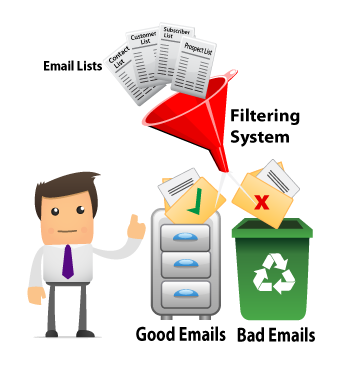 Subscriber
List
Customer
List
Prospect List
Contact
List
Email Lists
Filtering
System
Good Emails
Bad Emails